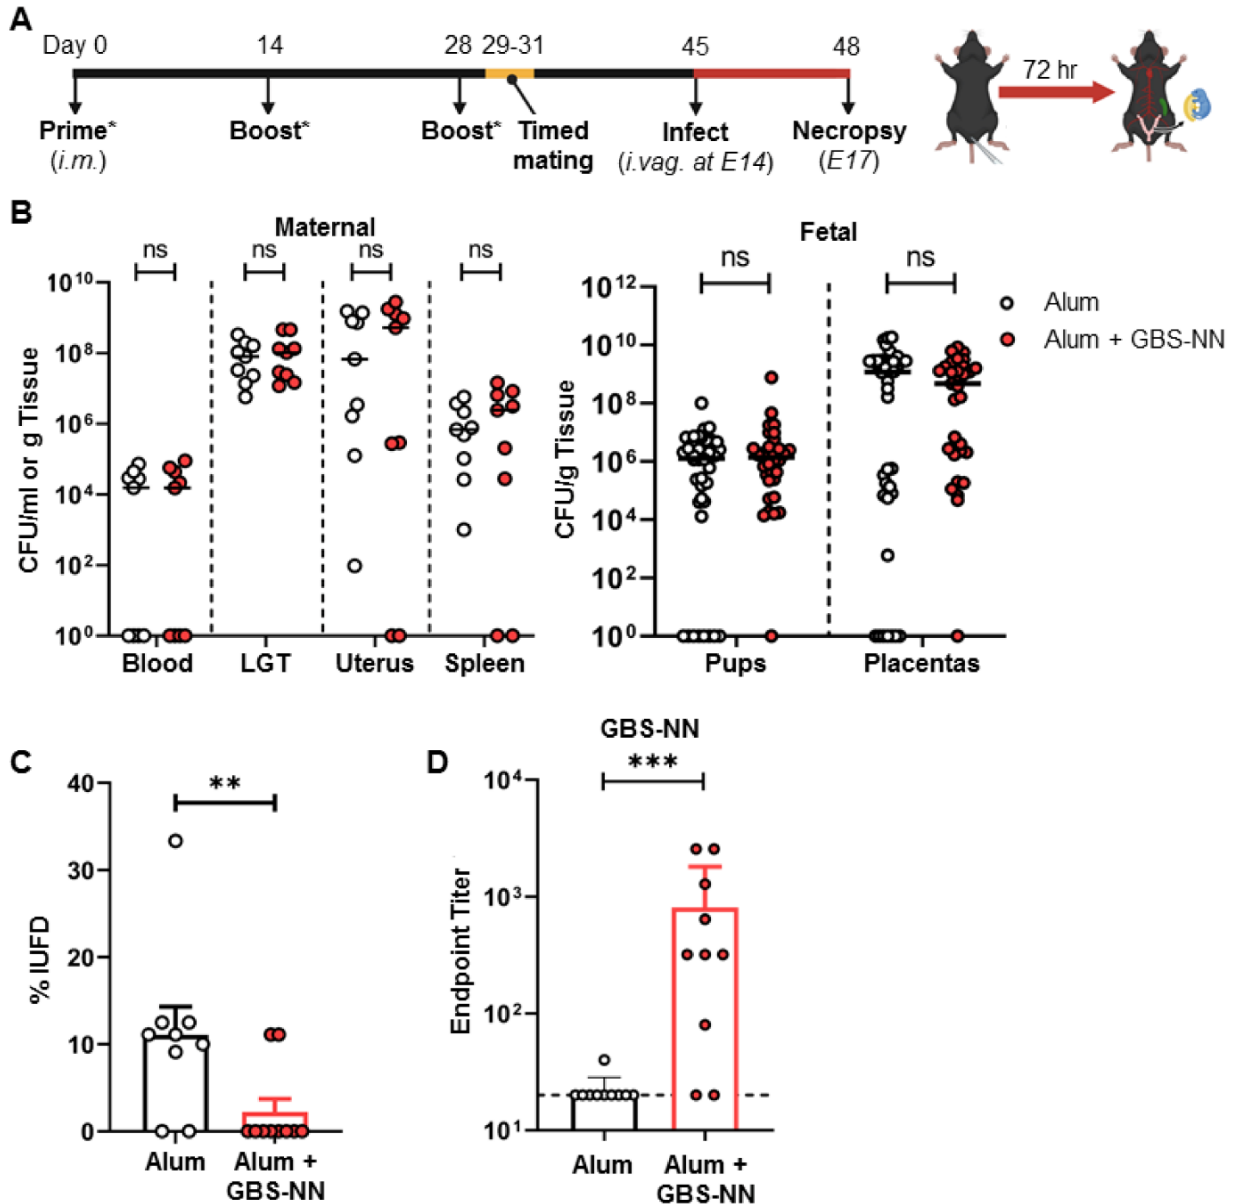 A
Day 0 14 28 29-31 45 48
72 hr
Prime* Boost* Boost* Timed Infect Necropsy
(i.m.) mating (i.vag. at E14) (E17)
B
Maternal
Fetal
ns ns ns ns
ns ns
CFU/ml or g Tissue
10^10
10^8
10^6
10^4
10^2
10^0
Blood LGT Uterus Spleen
CFU/g Tissue
10^12
10^10
10^8
10^6
10^4
10^2
10^0
Pups Placentas
Alum
Alum + GBS-NN
C
**
% IUFD
40
30
20
10
0
Alum Alum +
GBS-NN
D
GBS-NN
***
Endpoint Titer
10^4
10^3
10^2
10^1
Alum Alum +
GBS-NN